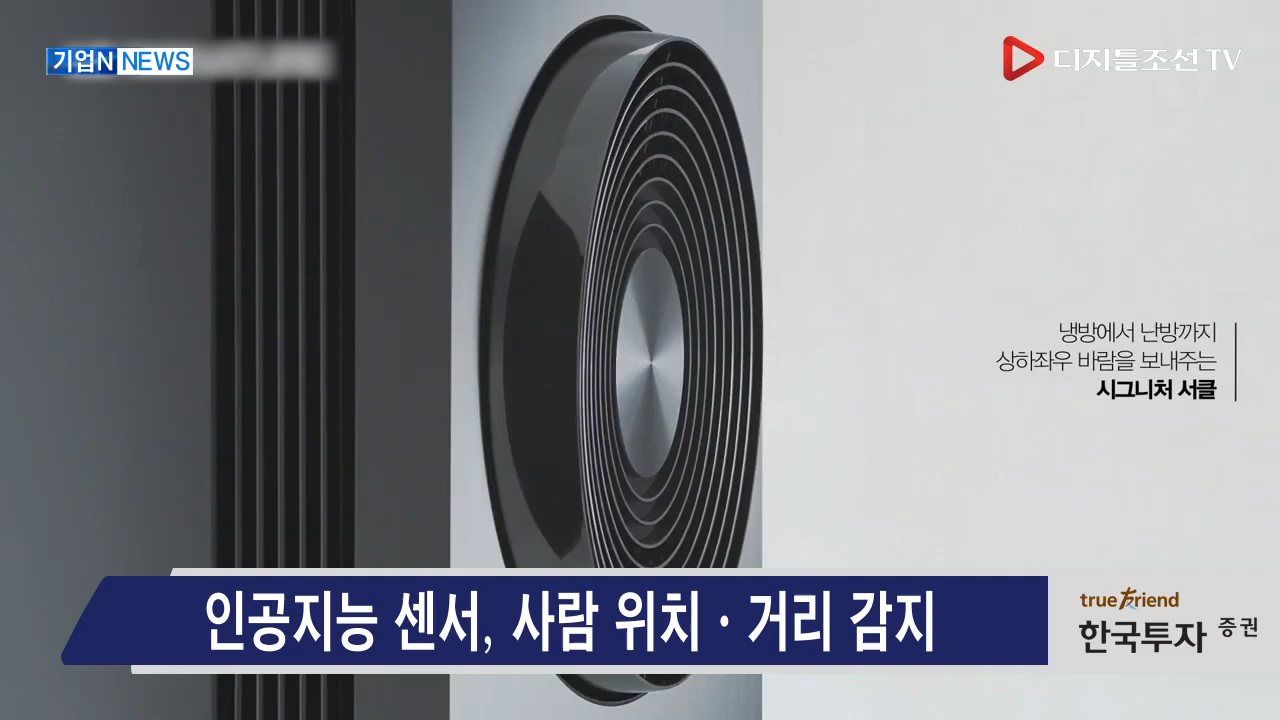 기업N NEWS
디지틀조선TV
냉방에서 난방까지
상하좌우 바람을 보내주는
시그니처 서클
인공지능 센서, 사람 위치 · 거리 감지
true friend
한국투자 증권